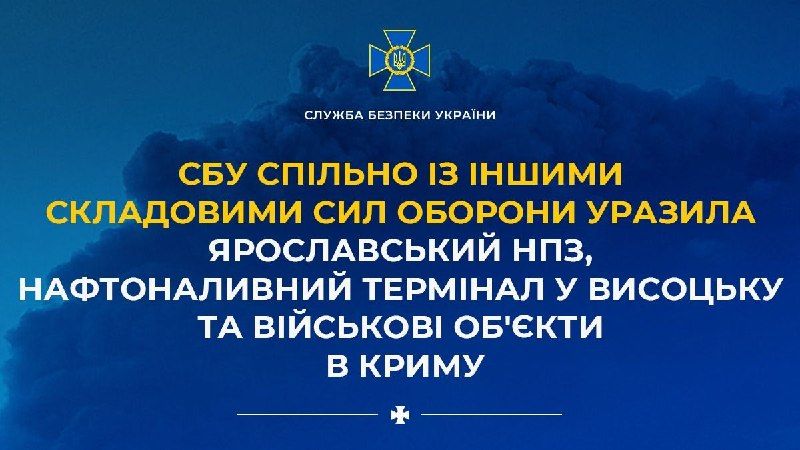 СЛУЖБА БЕЗПЕКИ УКРАЇНИ
СБУ СПІЛЬНО ІЗ ІНШИМИ
СКЛАДОВИМИ СИЛ ОБОРОНИ УРАЗИЛА
ЯРОСЛАВСЬКИЙ НПЗ,
НАФТОНАЛИВНИЙ ТЕРМІНАЛ У ВИСОЦЬКУ
ТА ВІЙСЬКОВІ ОБ'ЄКТИ
В КРИМУ